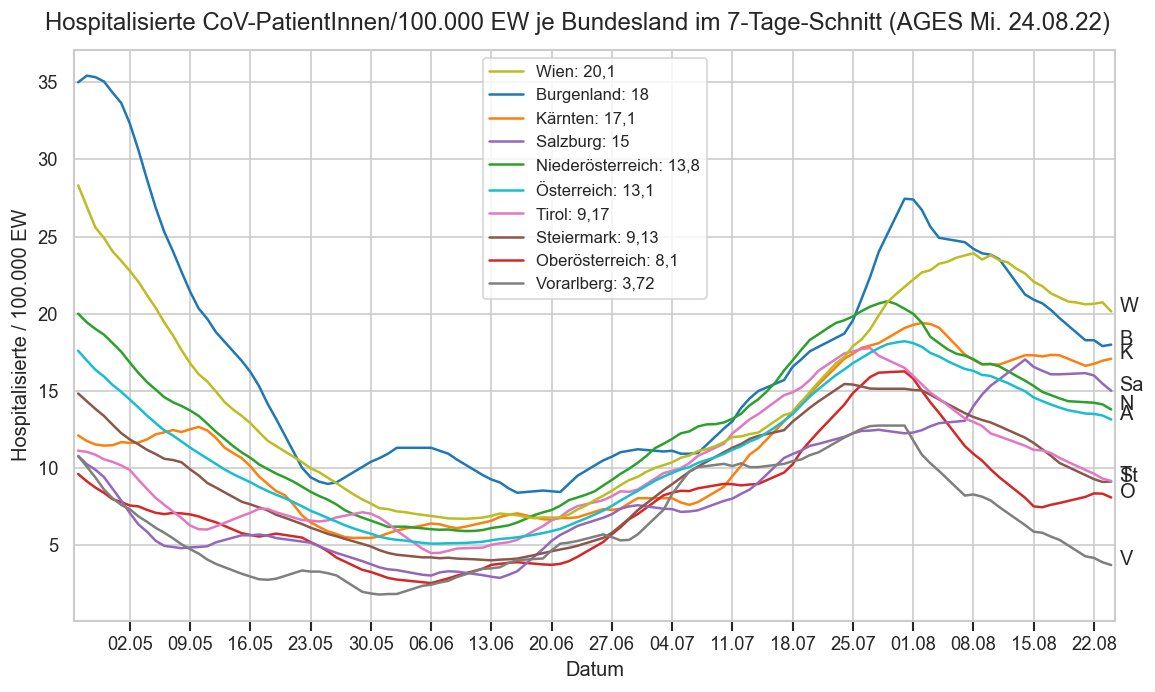 Hospitalisierte CoV-PatientInnen/100.000 EW je Bundesland im 7-Tage-Schnitt (AGES Mi. 24.08.22)
Wien: 20,1
Burgenland: 18
Kärnten: 17,1
Salzburg: 15
Niederösterreich: 13,8
Österreich: 13,1
Tirol: 9,17
Steiermark: 9,13
Oberösterreich: 8,1
Vorarlberg: 3,72
Hospitalisierte / 100.000 EW
35
30
25
20
15
10
5
W
B
K
Sa
N
A
T
St
O
V
02.05 09.05 16.05 23.05 30.05 06.06 13.06 20.06 27.06 04.07 11.07 18.07 25.07 01.08 08.08 15.08 22.08
Datum